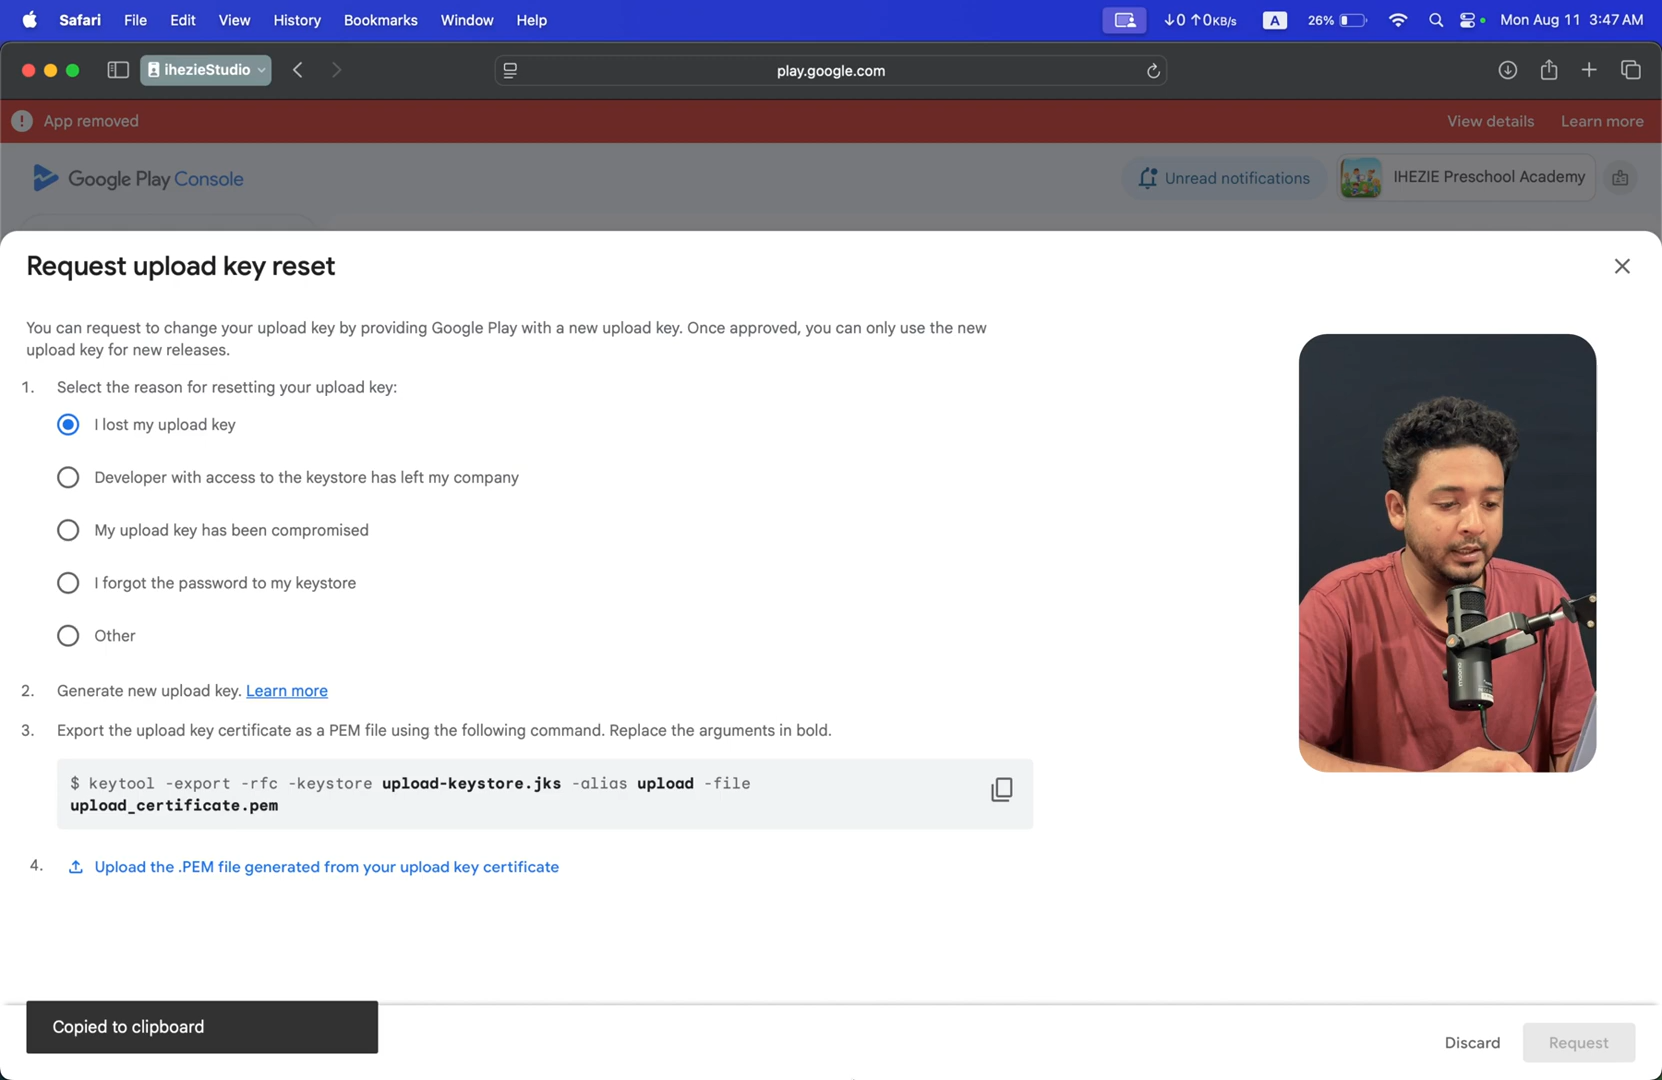 Safari File Edit View History Bookmarks Window Help ↓0 ↑0KB/s A 26% Mon Aug 11 3:47 AM
ihezieStudio play.google.com
App removed View details Learn more
Google Play Console Unread notifications IHEZIE Preschool Academy
Request upload key reset
You can request to change your upload key by providing Google Play with a new upload key. Once approved, you can only use the new
upload key for new releases.
1. Select the reason for resetting your upload key:
I lost my upload key
Developer with access to the keystore has left my company
My upload key has been compromised
I forgot the password to my keystore
Other
2. Generate new upload key. Learn more
3. Export the upload key certificate as a PEM file using the following command. Replace the arguments in bold.
$ keytool -export -rfc -keystore upload-keystore.jks -alias upload -file
upload_certificate.pem
4. Upload the .PEM file generated from your upload key certificate
Copied to clipboard
Discard Request